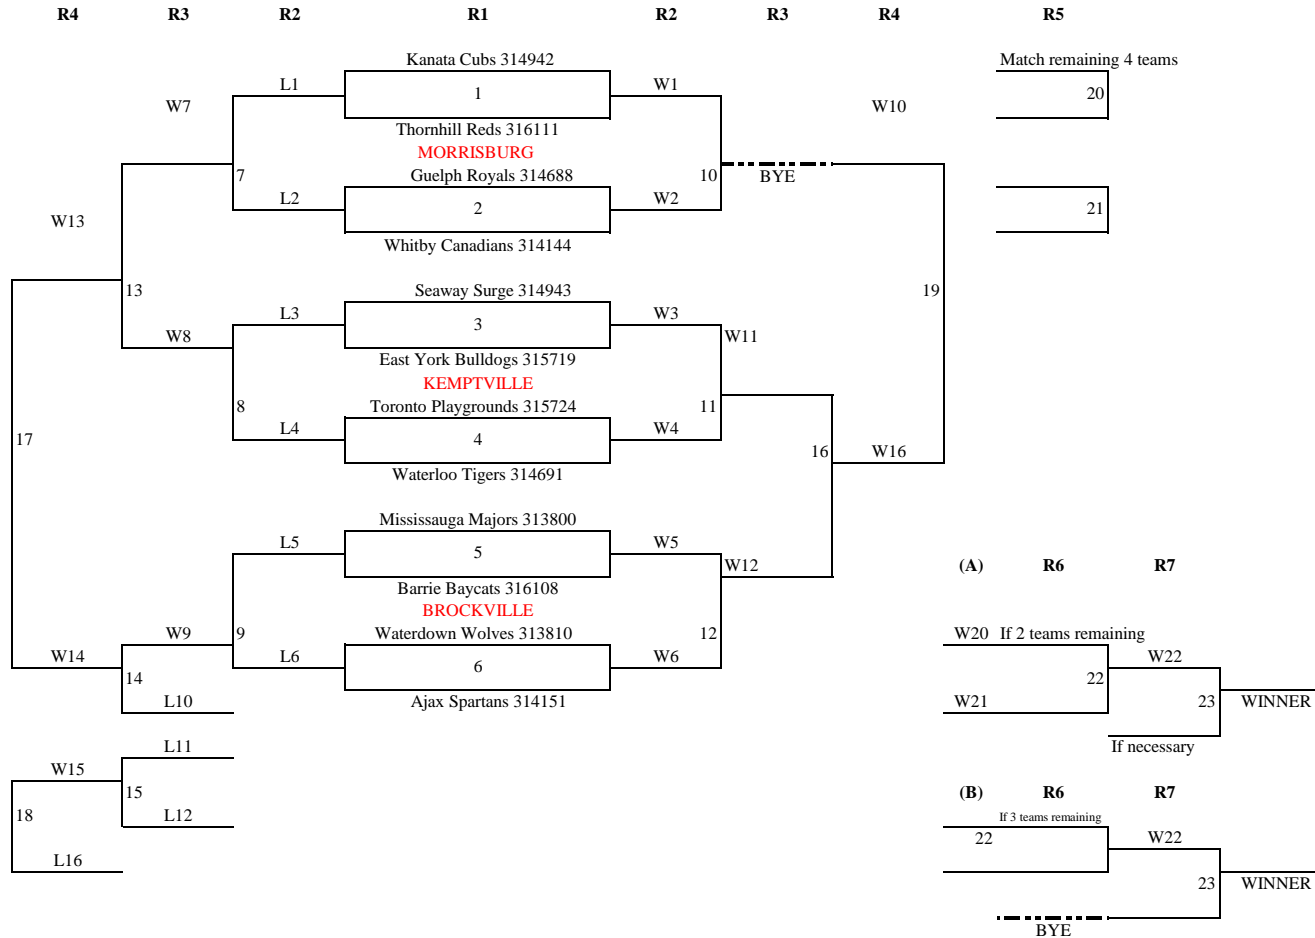 R4 R3 R2 R1 R2 R3 R4 R5
Kanata Cubs 314942 Match remaining 4 teams
L1 W1
1 20
W7 W10
Thornhill Reds 316111
MORRISBURG
7 Guelph Royals 314688 10 BYE
L2 W2
2 21
W13
Whitby Canadians 314144
13 Seaway Surge 314943 19
L3 W3
3
W8 W11
East York Bulldogs 315719
KEMPTVILLE
8 Toronto Playgrounds 315724 11
L4 W4
17 4
16 W16
Waterloo Tigers 314691
Mississauga Majors 313800
L5 W5
5
W12 (A) R6 R7
Barrie Baycats 316108
BROCKVILLE
W9 9 Waterdown Wolves 313810 12 W20 If 2 teams remaining
W14 L6 W6 W22
6
14 22
L10 Ajax Spartans 314151 W21 23 WINNER
L11 If necessary
W15
15 (B) R6 R7
18 L12 If 3 teams remaining
22 W22
L16
23 WINNER
BYE